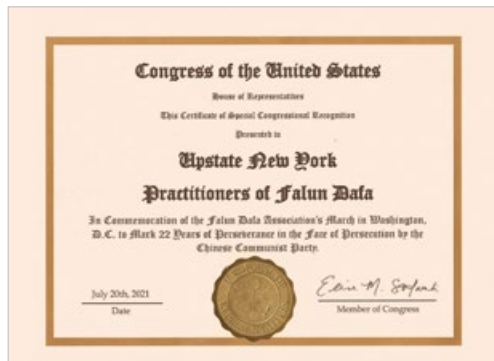 Congress of the United States
House of Representatives
This Certificate of Special Congressional Recognition
Presented to
Upstate New York
Practitioners of Falun Dafa
In Commemoration of the Falun Dafa Association's March in Washington,
D.C. to Mark 22 Years of Perseverance in the Face of Persecution by the
Chinese Communist Party.
July 20th, 2021
Date
Member of Congress